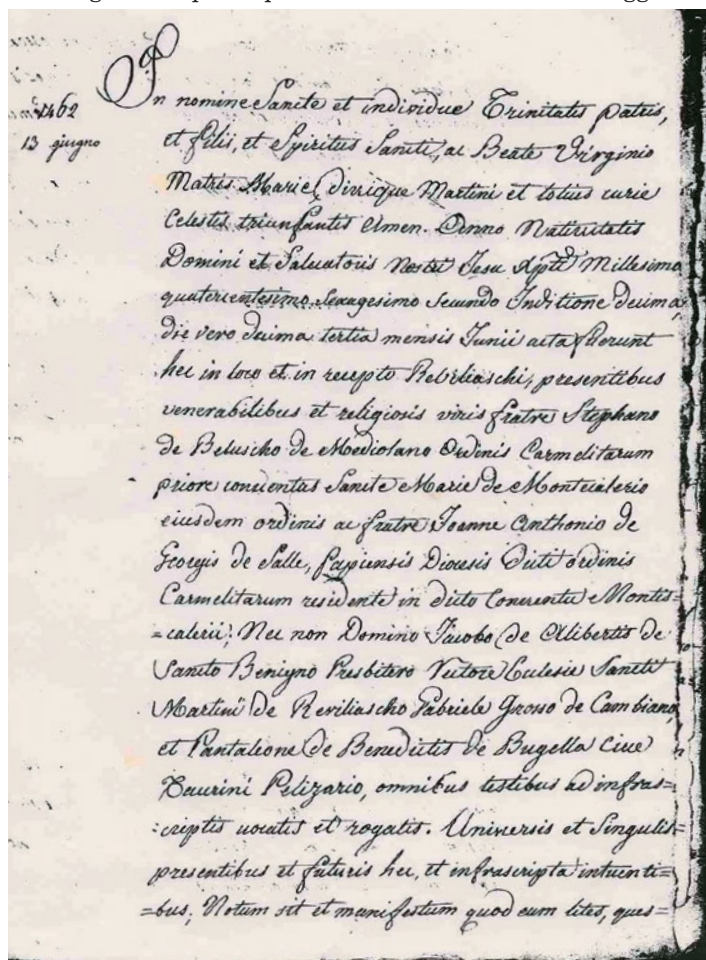 1462
13 giugno
In nomine Sancte et individue Trinitatis patris,
et filii, et Spiritus Sancti, ac Beate Virginis
Matris Marie, divique Martini et totius curie
Celestis triunfantis Amen. Anno Nativitatis
Domini et Salvatoris Nostri Jesu Xpti Millesimo
quatercentesimo sexagesimo secundo Inditione decima,
die vero decima tertia mensis Junii acta fuerunt
hec in loco et in recepto Reviliaschi, presentibus
venerabilibus et religiosis viris fratre Stephano
de Beluscho de Mediolano Ordinis Carmelitarum
priore conventus Sancte Marie de Montecalerio
eiusdem ordinis ac fratre Joanne Anthonio de
Georgis de Salle, papiensis Diocesis dicti ordinis
Carmelitarum residente in dicto Conventu Montis=
=calerii; Nec non Domino Jacobo de Alibertis de
Sancto Benigno Presbitero Rectore Eculesie Sancti
Martini de Reviliascho Gabriele Grosso de Cambiano,
et Pantaleone de Benedictis de Bugella Cive
Taurini Pelizario, omnibus testibus ad infras=
=criptis vocatis et rogatis. Universis et Singulis
presentibus et futuris hec, et infrascripta intuenti=
=bus; Notum sit et manifestum quod cum lites, ques=